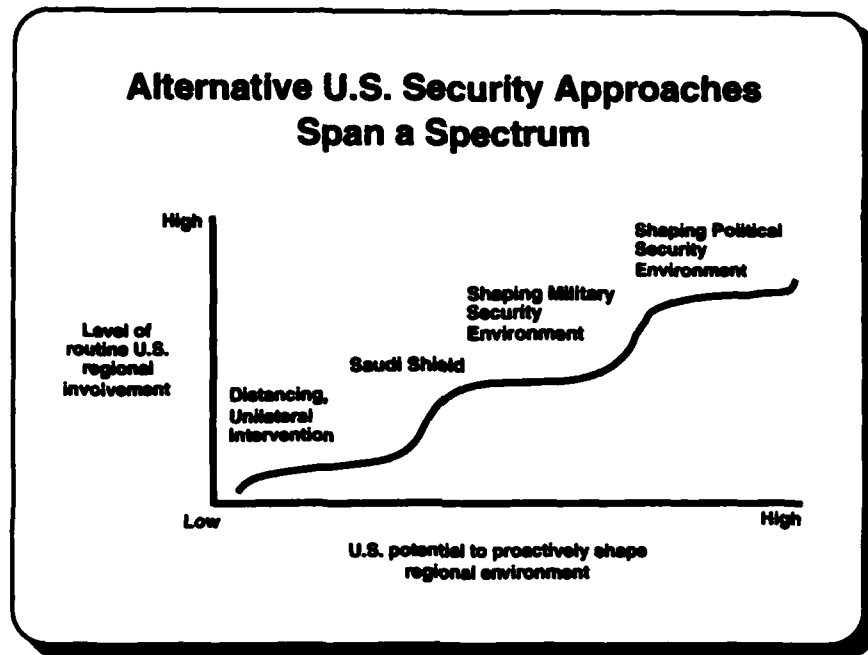 Alternative U.S. Security Approaches
Span a Spectrum
High
Level of
routine U.S.
regional
involvement
Shaping Political
Security
Environment
Shaping Military
Security
Environment
Saudi Shield
Distancing,
Unilateral
Intervention
Low
High
U.S. potential to proactively shape
regional environment